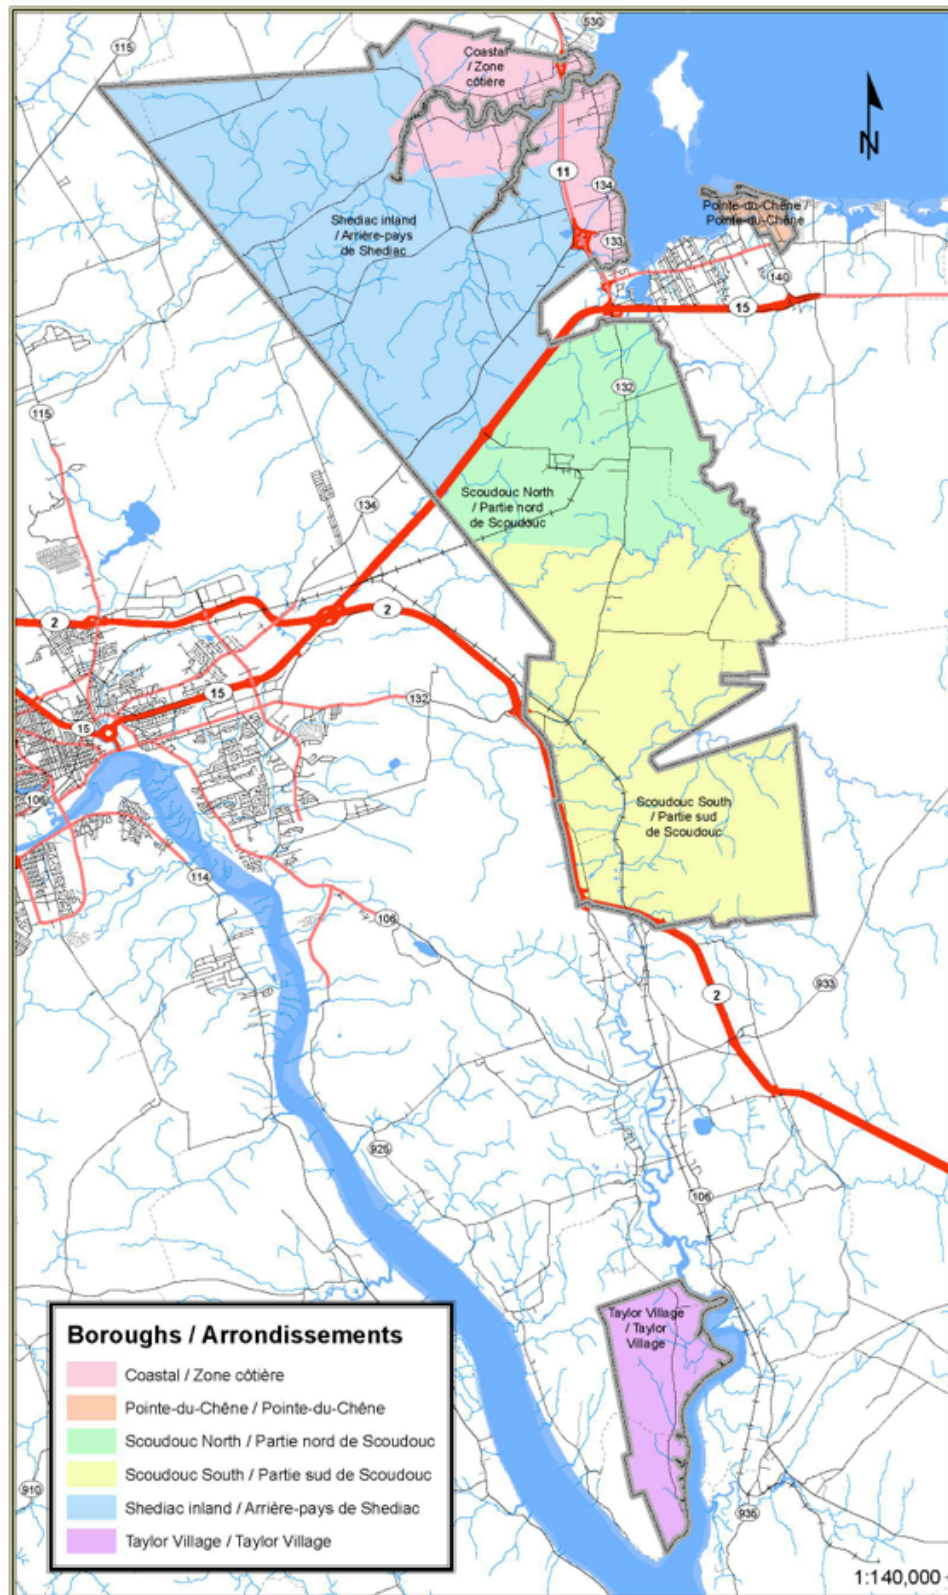 530
115
Coastal
/ Zone
côtière
N
11
134
Pointe-du-Chêne /
Pointe-du-Chêne
Shediac inland
/ Arrière-pays
de Shediac
133
140
15
132
115
Scoudouc North
/ Partie nord
de Scoudouc
134
2
2
15
132
15
106
Scoudouc South
/ Partie sud
de Scoudouc
114
106
933
2
925
106
Taylor Village
/ Taylor
Village
Boroughs / Arrondissements
Coastal / Zone côtière
Pointe-du-Chêne / Pointe-du-Chêne
Scoudouc North / Partie nord de Scoudouc
Scoudouc South / Partie sud de Scoudouc
Shediac inland / Arrière-pays de Shediac
Taylor Village / Taylor Village
910
935
1:140,000